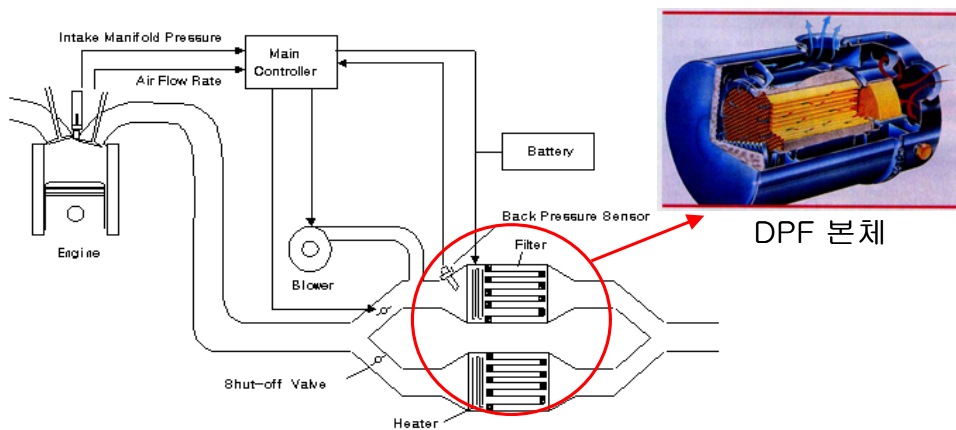 Intake Manifold Pressure
Air Flow Rate
Main
Controller
Battery
Back Pressure Sensor
Filter
Engine
Blower
Shut-off Valve
Heater
DPF 본체